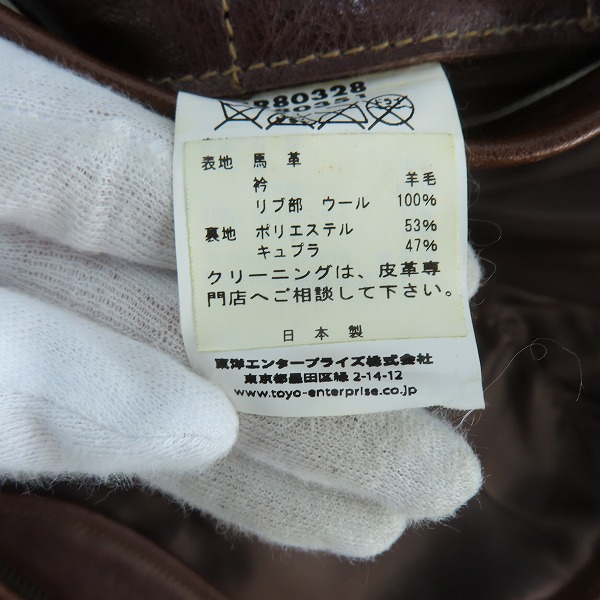 R80328
表地 馬 革
衿 羊毛
リブ部 ウール 100%
裏地 ポリエステル 53%
キュプラ 47%
クリーニングは、皮革専
門店へご相談して下さい。
日 本 製
東洋エンタープライズ株式会社
東京都墨田区緑 2-14-12
www.toyo-enterprise.co.jp